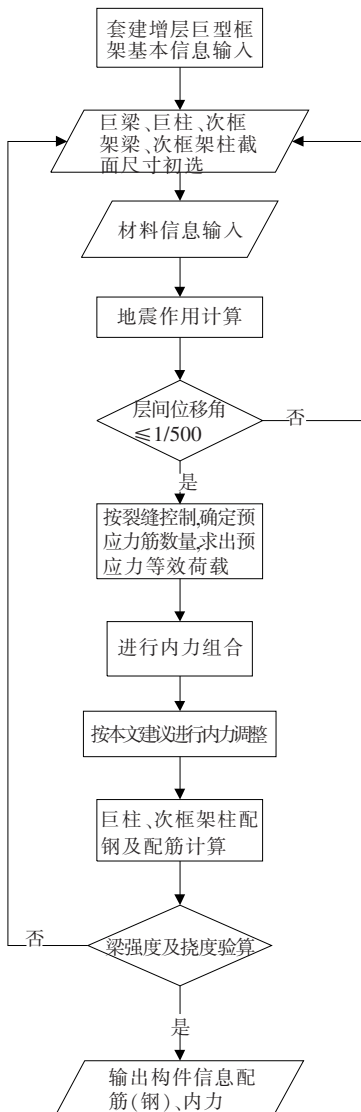 套建增层巨型框
架基本信息输入
巨梁、巨柱、次框
架梁、次框架柱截
面尺寸初选
材料信息输入
地震作用计算
层间位移角
≤1/500
否
是
按裂缝控制,确定预
应力筋数量,求出预
应力等效荷载
进行内力组合
按本文建议进行内力调整
巨柱、次框架柱配
钢及配筋计算
否
梁强度及挠度验算
是
输出构件信息配
筋(钢)、内力